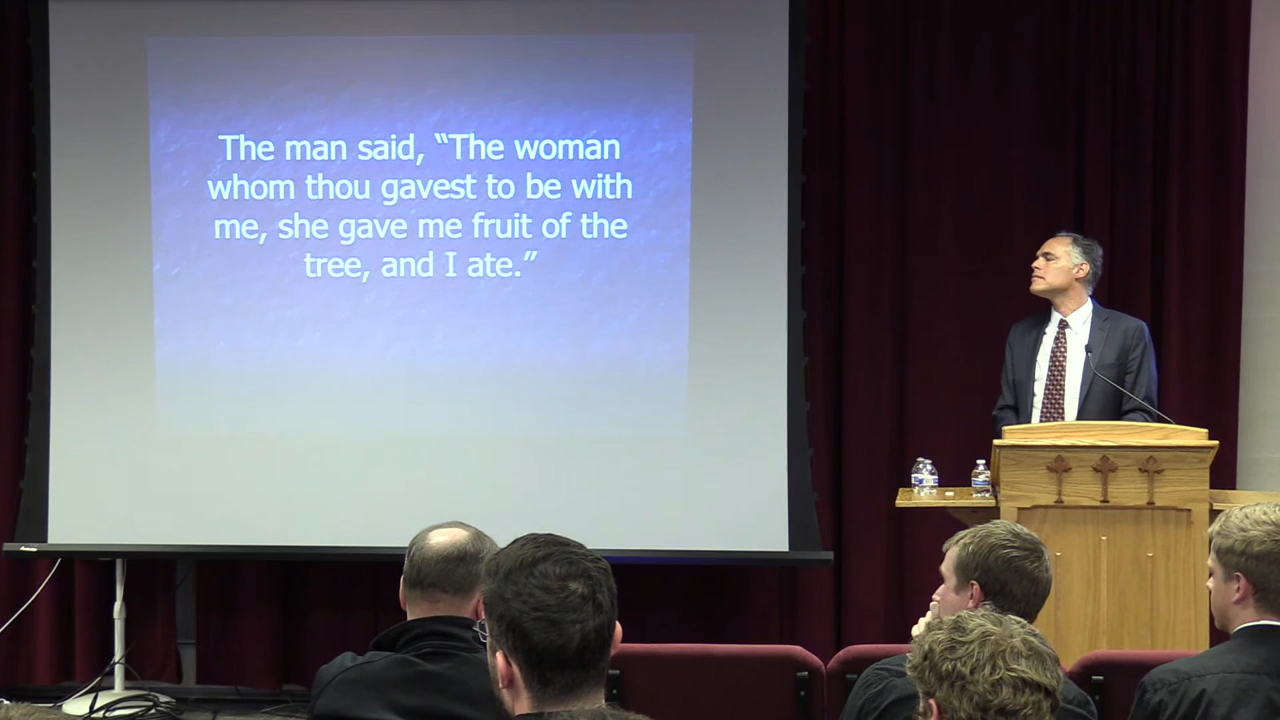 The man said, “The woman
whom thou gavest to be with
me, she gave me fruit of the
tree, and I ate.”